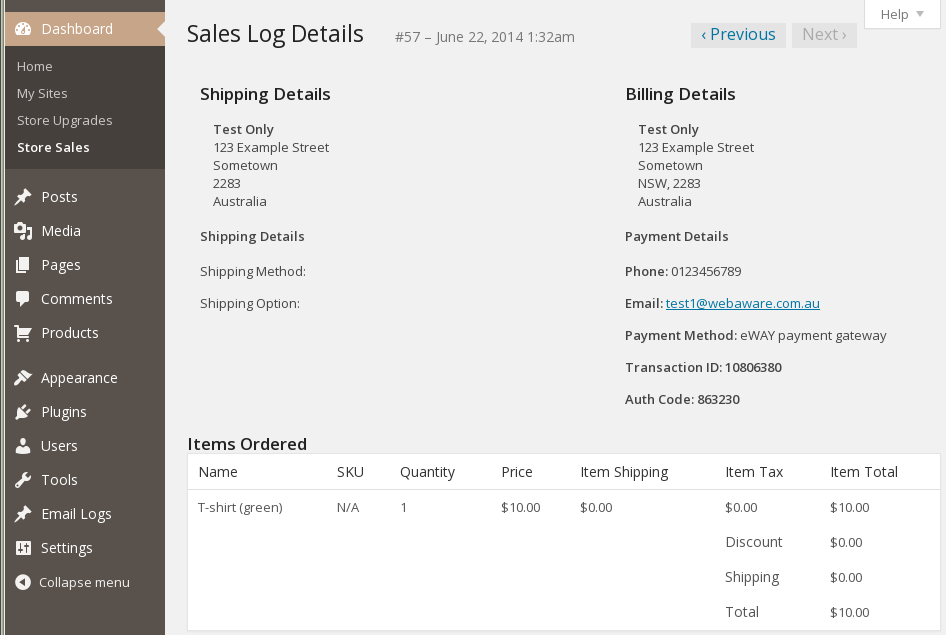 Help
Dashboard
Home
My Sites
Store Upgrades
Store Sales
Posts
Media
Pages
Comments
Products
Appearance
Plugins
Users
Tools
Email Logs
Settings
Collapse menu
Sales Log Details #57 – June 22, 2014 1:32am ‹ Previous Next ›
Shipping Details
Test Only
123 Example Street
Sometown
2283
Australia
Shipping Details
Shipping Method:
Shipping Option:
Billing Details
Test Only
123 Example Street
Sometown
NSW, 2283
Australia
Payment Details
Phone: 0123456789
Email: test1@webaware.com.au
Payment Method: eWAY payment gateway
Transaction ID: 10806380
Auth Code: 863230
Items Ordered
Name SKU Quantity Price Item Shipping Item Tax Item Total
T-shirt (green) N/A 1 $10.00 $0.00 $0.00 $10.00
Discount $0.00
Shipping $0.00
Total $10.00